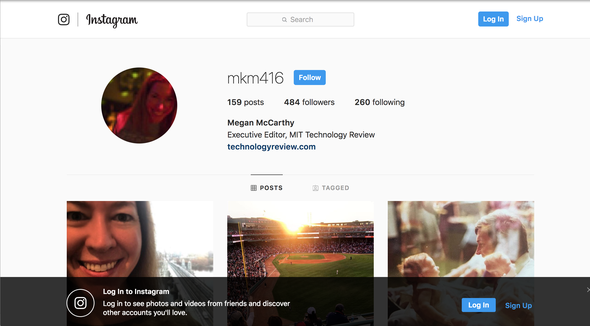 Instagram
Search
Log In
Sign Up
mkm416
Follow
159 posts
484 followers
260 following
Megan McCarthy
Executive Editor, MIT Technology Review
technologyreview.com
POSTS
TAGGED
Log In to Instagram
Log in to see photos and videos from friends and discover
other accounts you'll love.
Log In
Sign Up